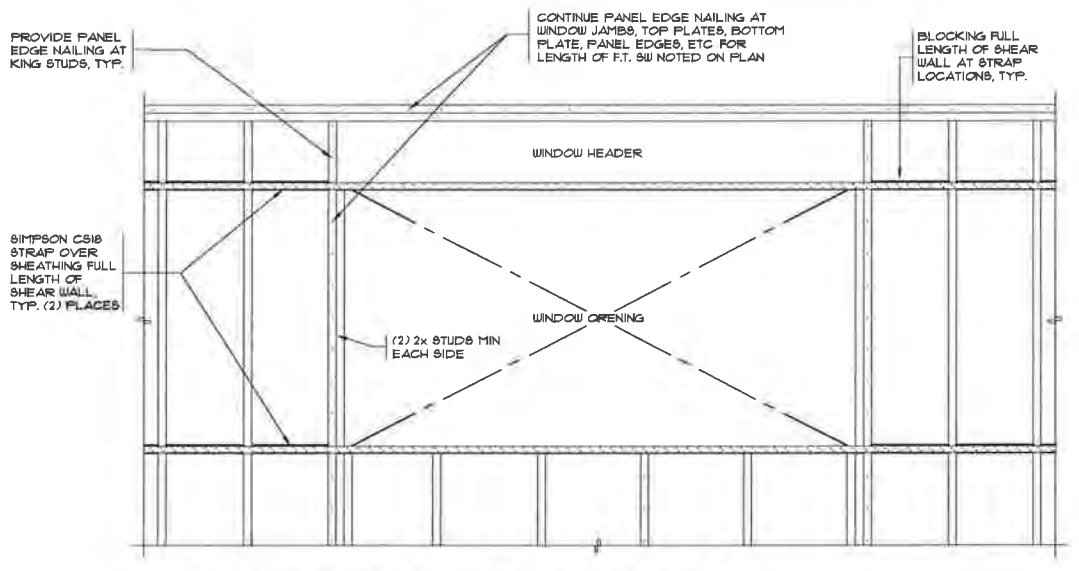 PROVIDE PANEL
EDGE NAILING AT
KING STUDS, TYP.
CONTINUE PANEL EDGE NAILING AT
WINDOW JAMBS, TOP PLATES, BOTTOM
PLATE, PANEL EDGES, ETC FOR
LENGTH OF F.T. SW NOTED ON PLAN
BLOCKING FULL
LENGTH OF SHEAR
WALL AT STRAP
LOCATIONS, TYP.
WINDOW HEADER
SIMPSON CS18
STRAP OVER
SHEATHING FULL
LENGTH OF
SHEAR WALL,
TYP. (2) PLACES
WINDOW OPENING
(2) 2x STUDS MIN
EACH SIDE